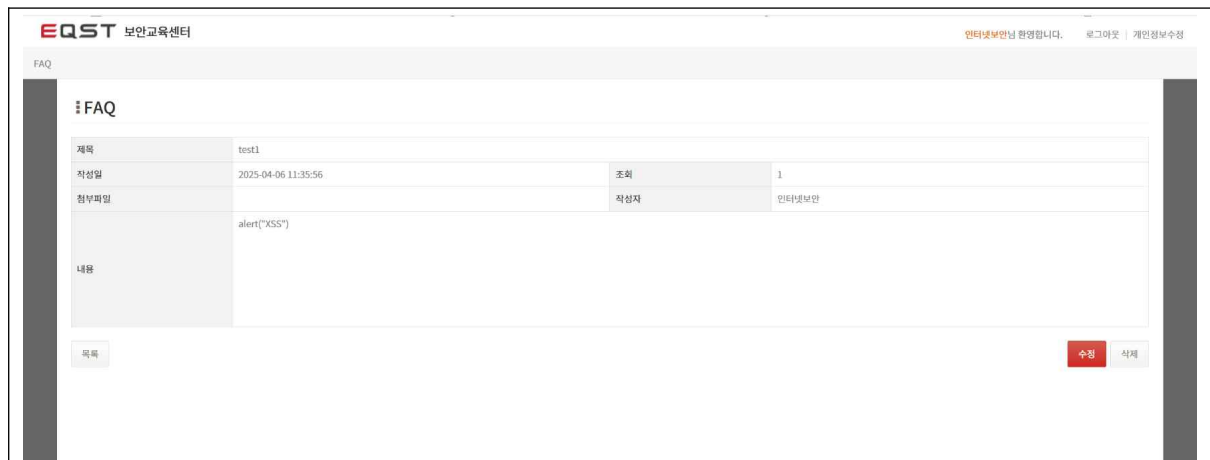 EQST 보안교육센터
인터넷보안님 환영합니다. 로그아웃 | 개인정보수정
FAQ
FAQ
제목 test1
작성일 2025-04-06 11:35:56 조회 1
첨부파일 작성자 인터넷보안
내용 alert("XSS")
목록 수정 삭제